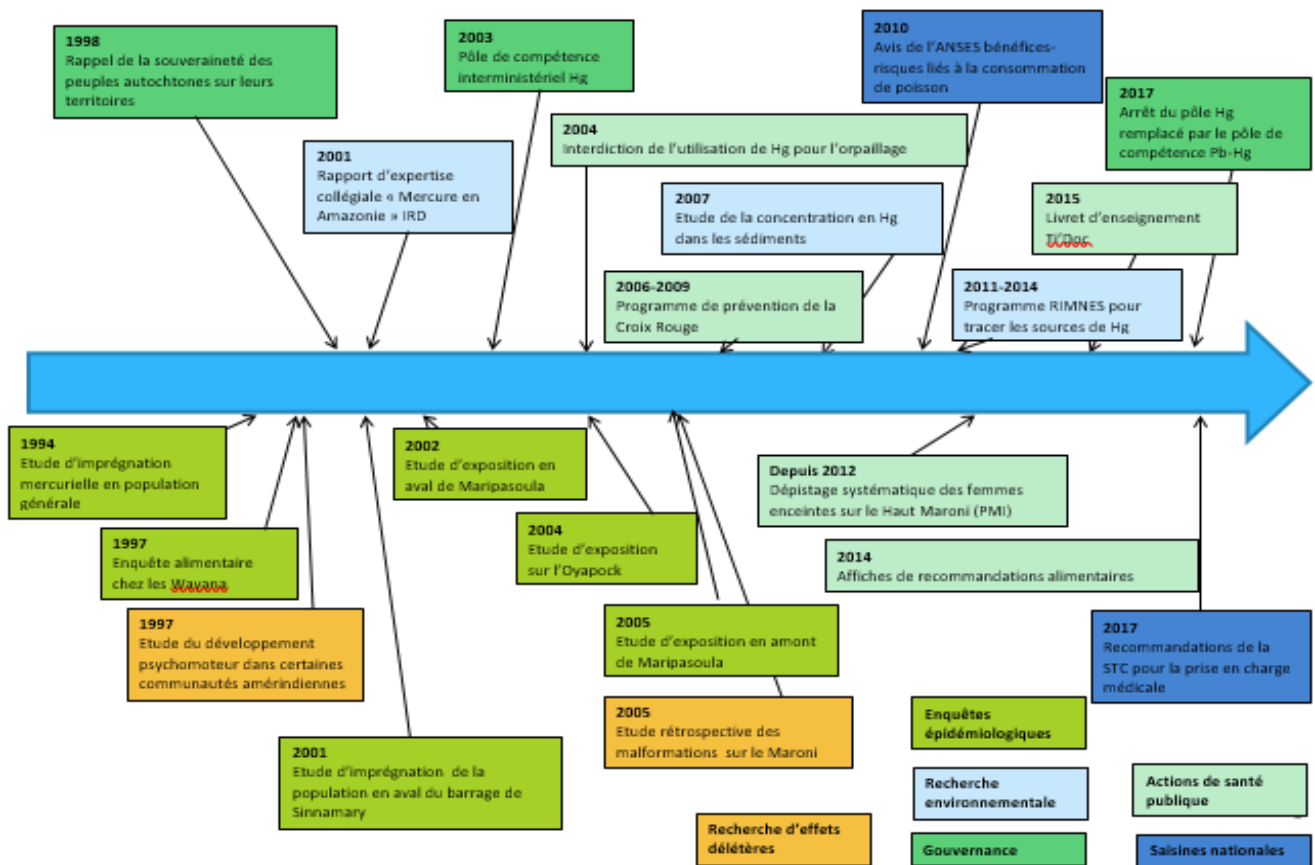 1998
Rappel de la souveraineté des
peuples autochtones sur leurs
territoires
2003
Pôle de compétence
interministériel Hg
2010
Avis de l'ANSES bénéfices-
risques liés à la consommation
de poisson
2017
Arrêt du pôle Hg
remplacé par le pôle de
compétence Pb-Hg
2001
Rapport d'expertise
collégiale « Mercure en
Amazonie » IRD
2004
Interdiction de l'utilisation de Hg pour l'orpaillage
2007
Etude de la concentration en Hg
dans les sédiments
2015
Livret d'enseignement
Ti'Doc
2006-2009
Programme de prévention de la
Croix Rouge
2011-2014
Programme RIMNES pour
tracer les sources de Hg
1994
Etude d'imprégnation
mercurielle en population
générale
2002
Etude d'exposition en
aval de Maripasoula
Depuis 2012
Dépistage systématique des femmes
enceintes sur le Haut Maroni (PMI)
1997
Enquête alimentaire
chez les Wayana
2004
Etude d'exposition
sur l'Oyapock
2014
Affiches de recommandations alimentaires
1997
Etude du développement
psychomoteur dans certaines
communautés amérindiennes
2005
Etude d'exposition en amont
de Maripasoula
2017
Recommandations de la
STC pour la prise en charge
médicale
2005
Etude rétrospective des
malformations sur le Maroni
2001
Etude d'imprégnation de la
population en aval du barrage de
Sinnamary
Enquêtes
épidémiologiques
Recherche
environnementale
Actions de santé
publique
Recherche d'effets
délétères
Gouvernance
Saisines nationales